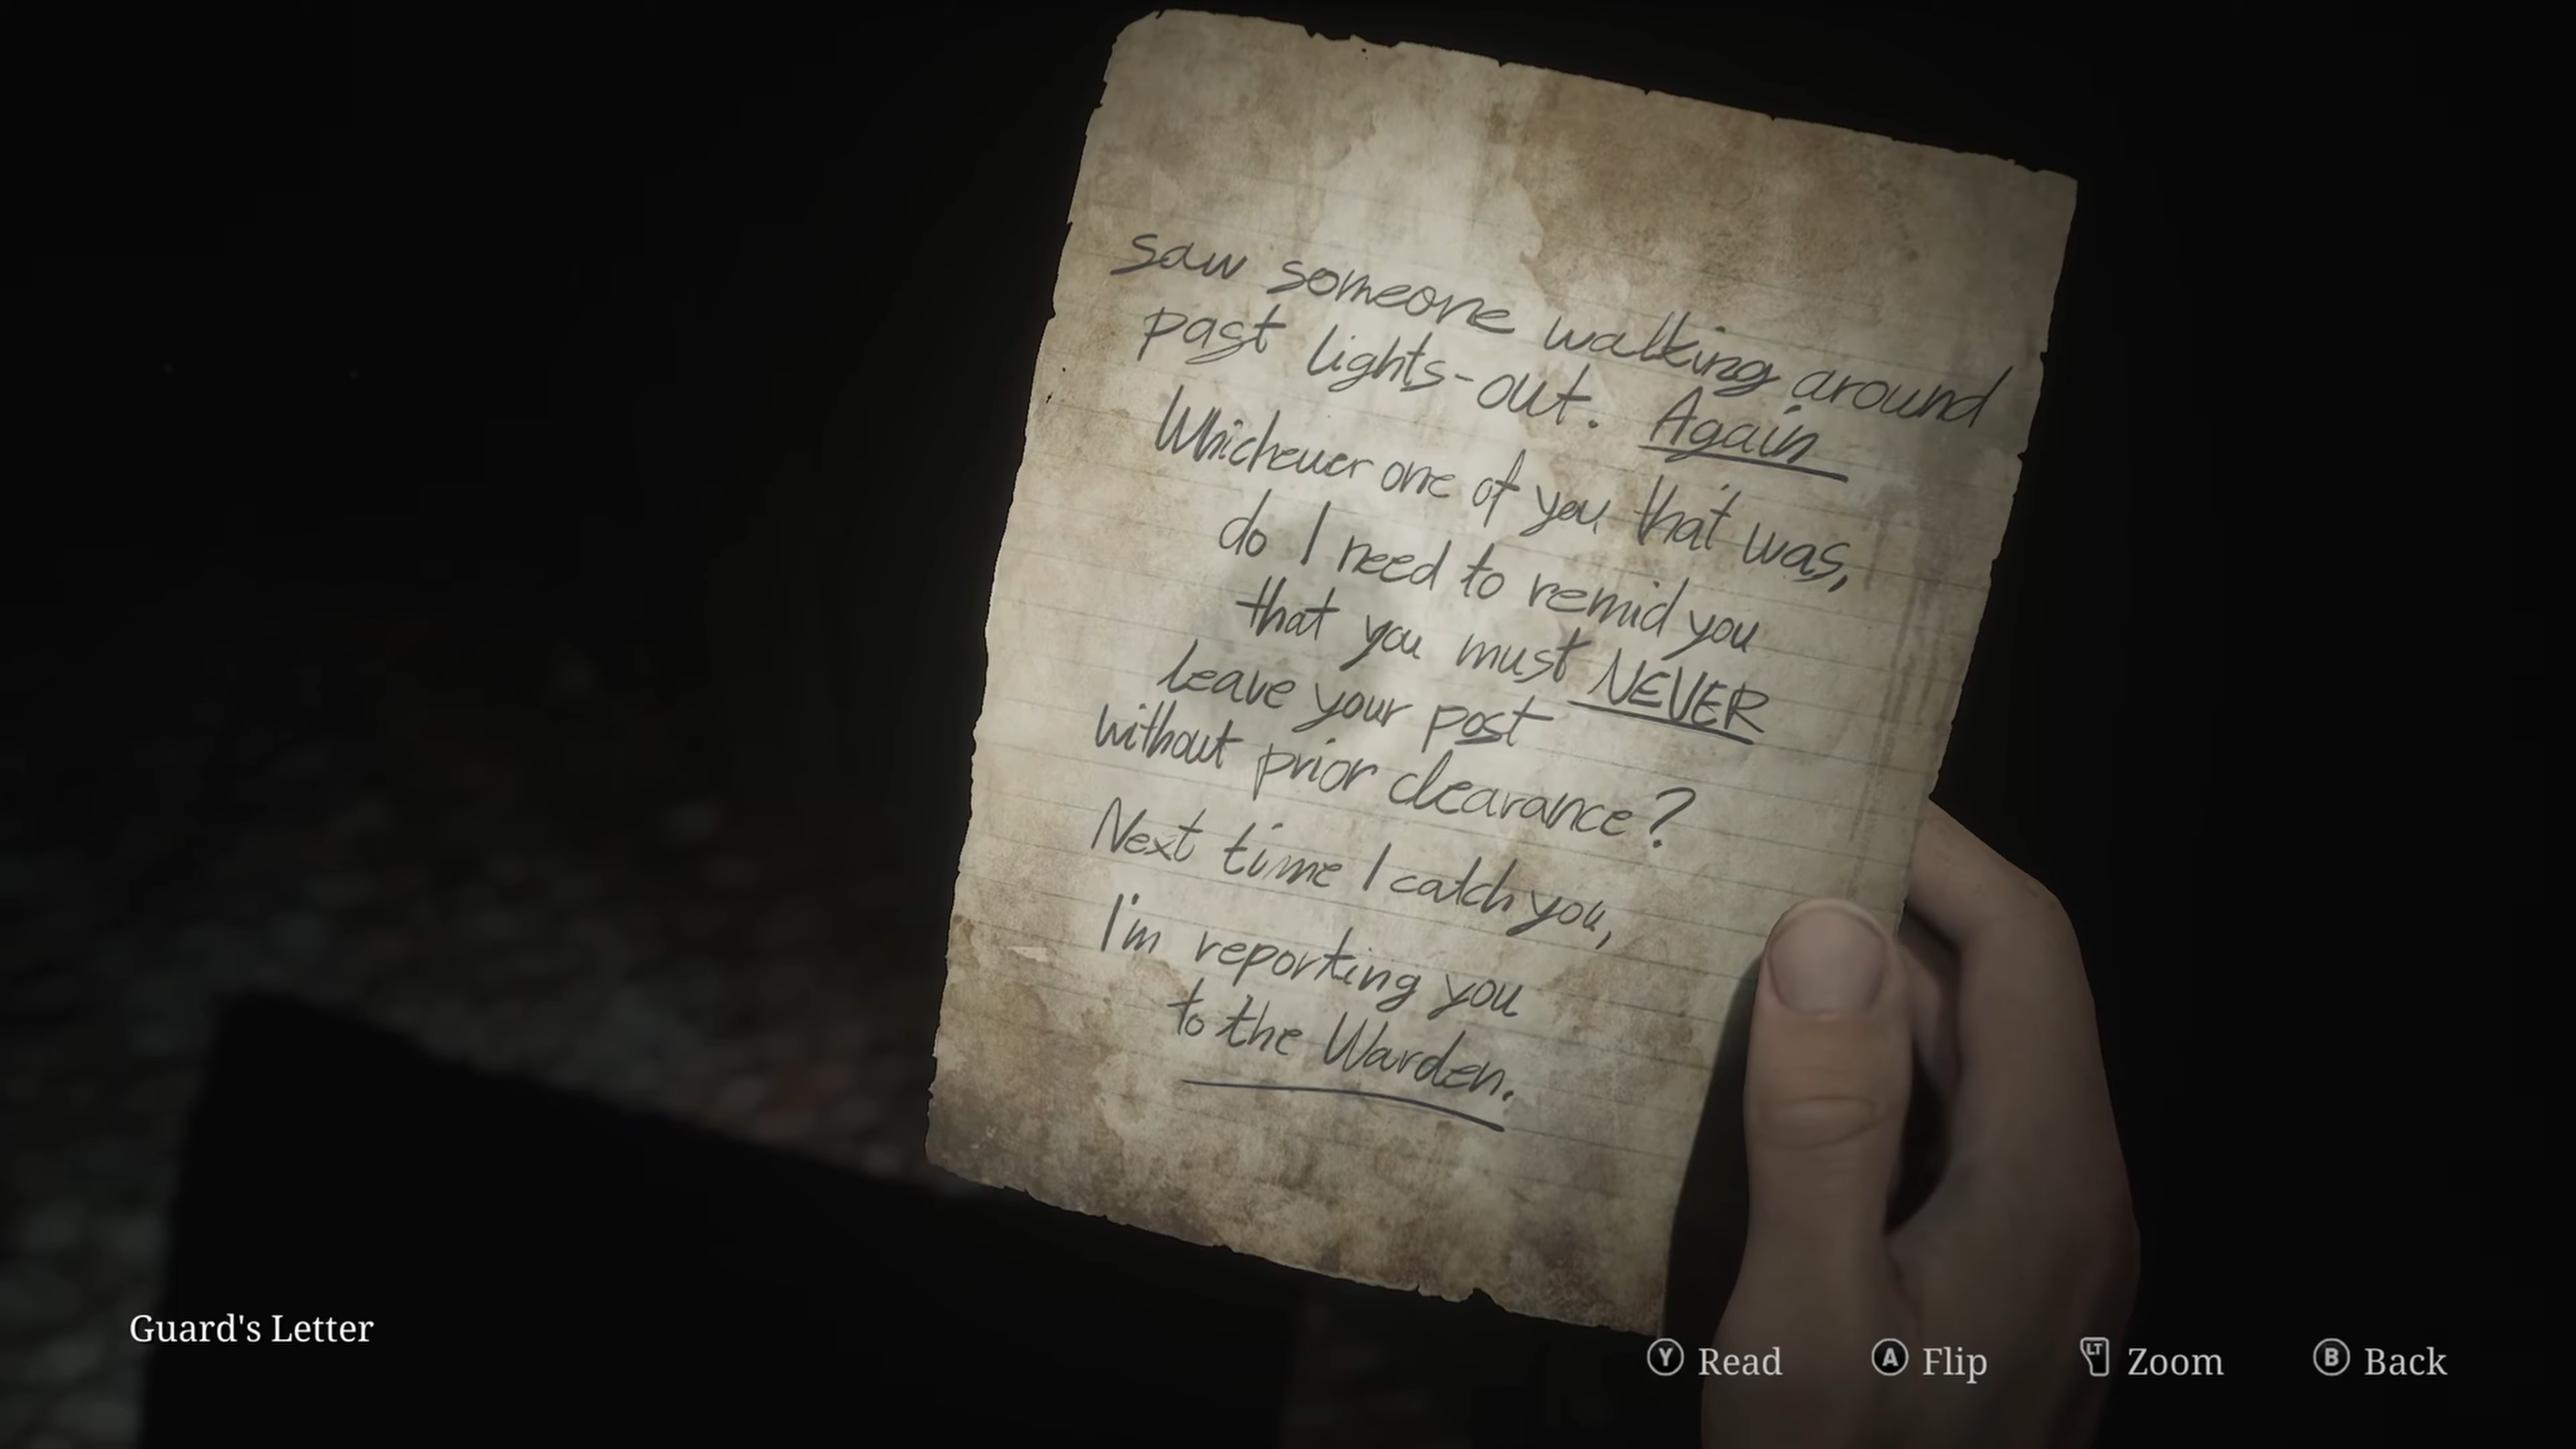 saw someone walking around
past lights-out. Again
Whichever one of you that was,
do I need to remid you
that you must NEVER
leave your post
without prior clearance?
Next time I catch you,
I'm reporting you
to the Warden.
Guard's Letter
Y Read A Flip LT Zoom B Back